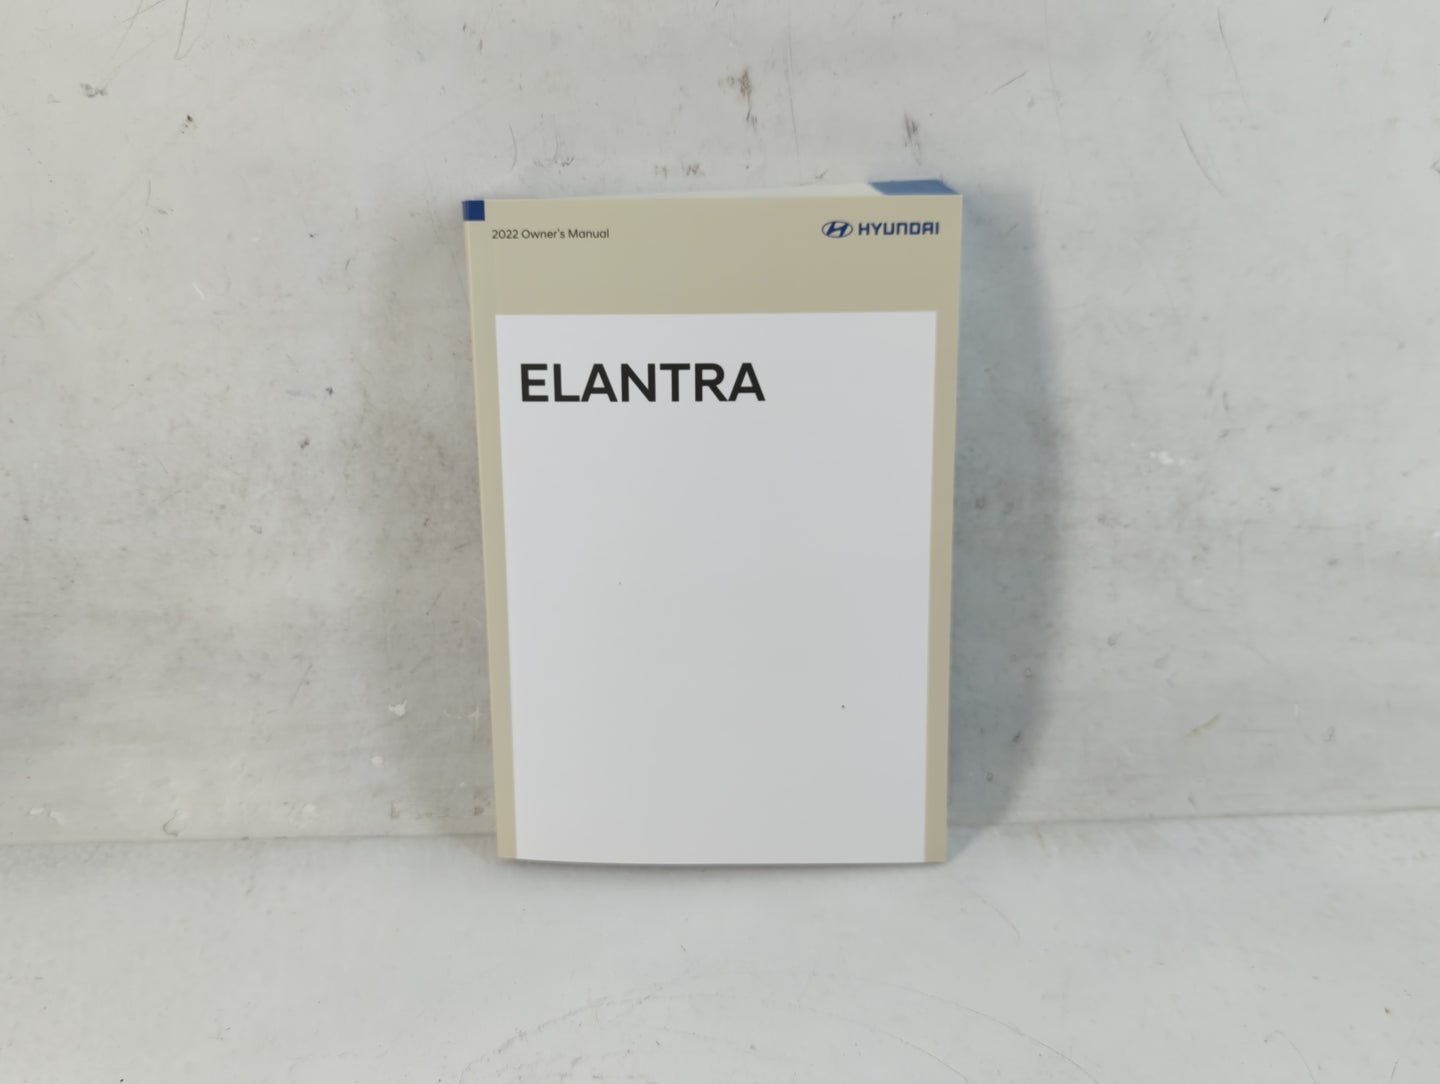 2022 Owner's Manual
HYUNDAI
ELANTRA